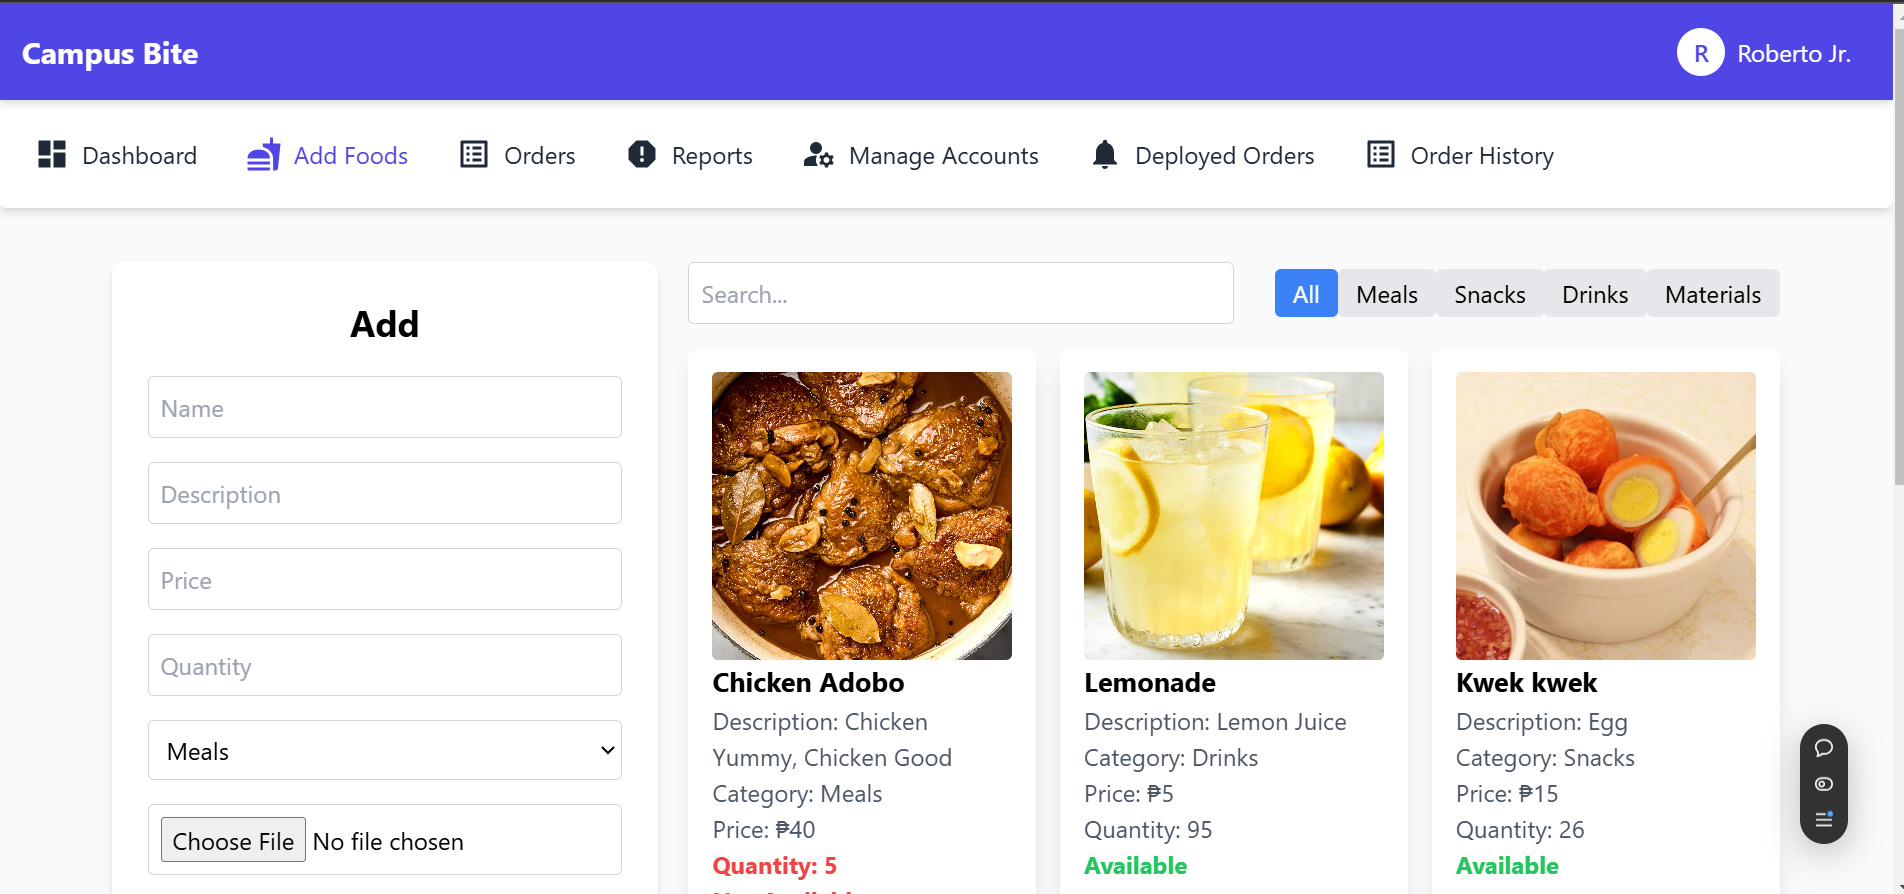 Campus Bite
R Roberto Jr.
Dashboard
Add Foods
Orders
Reports
Manage Accounts
Deployed Orders
Order History
Add
Name
Description
Price
Quantity
Meals
Choose File No file chosen
Search...
All
Meals
Snacks
Drinks
Materials
Chicken Adobo
Description: Chicken
Yummy, Chicken Good
Category: Meals
Price: ₱40
Quantity: 5
Lemonade
Description: Lemon Juice
Category: Drinks
Price: ₱5
Quantity: 95
Available
Kwek kwek
Description: Egg
Category: Snacks
Price: ₱15
Quantity: 26
Available